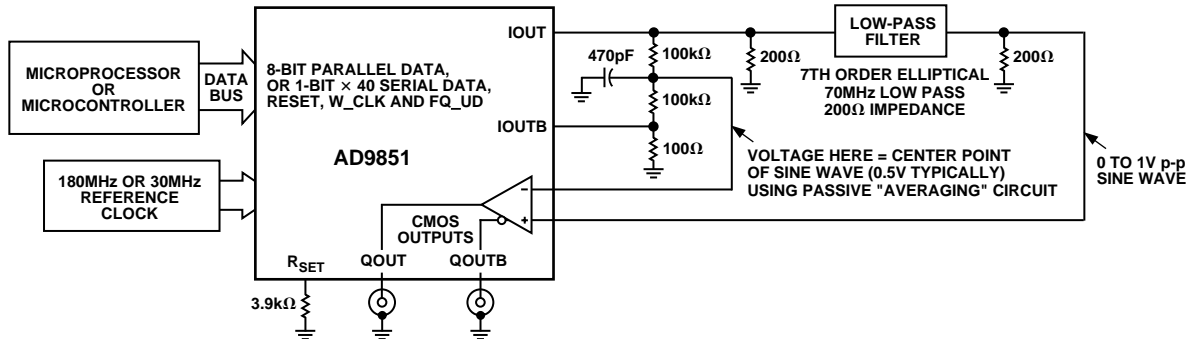 MICROPROCESSOR
OR
MICROCONTROLLER
DATA
BUS
180MHz OR 30MHz
REFERENCE
CLOCK
8-BIT PARALLEL DATA,
OR 1-BIT × 40 SERIAL DATA,
RESET, W_CLK AND FQ_UD
AD9851
IOUT
IOUTB
CMOS
OUTPUTS
RSET
QOUT
QOUTB
3.9kΩ
–
+
470pF
100kΩ
100kΩ
100Ω
200Ω
LOW-PASS
FILTER
200Ω
7TH ORDER ELLIPTICAL
70MHz LOW PASS
200Ω IMPEDANCE
VOLTAGE HERE = CENTER POINT
OF SINE WAVE (0.5V TYPICALLY)
USING PASSIVE "AVERAGING" CIRCUIT
0 TO 1V p-p
SINE WAVE